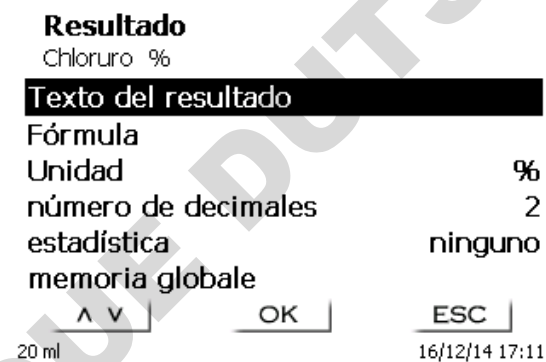 Resultado
Chloruro %
Texto del resultado
Fórmula
Unidad %
número de decimales 2
estadística ninguno
memoria globale
∧ ∨ OK ESC
20 ml 16/12/14 17:11